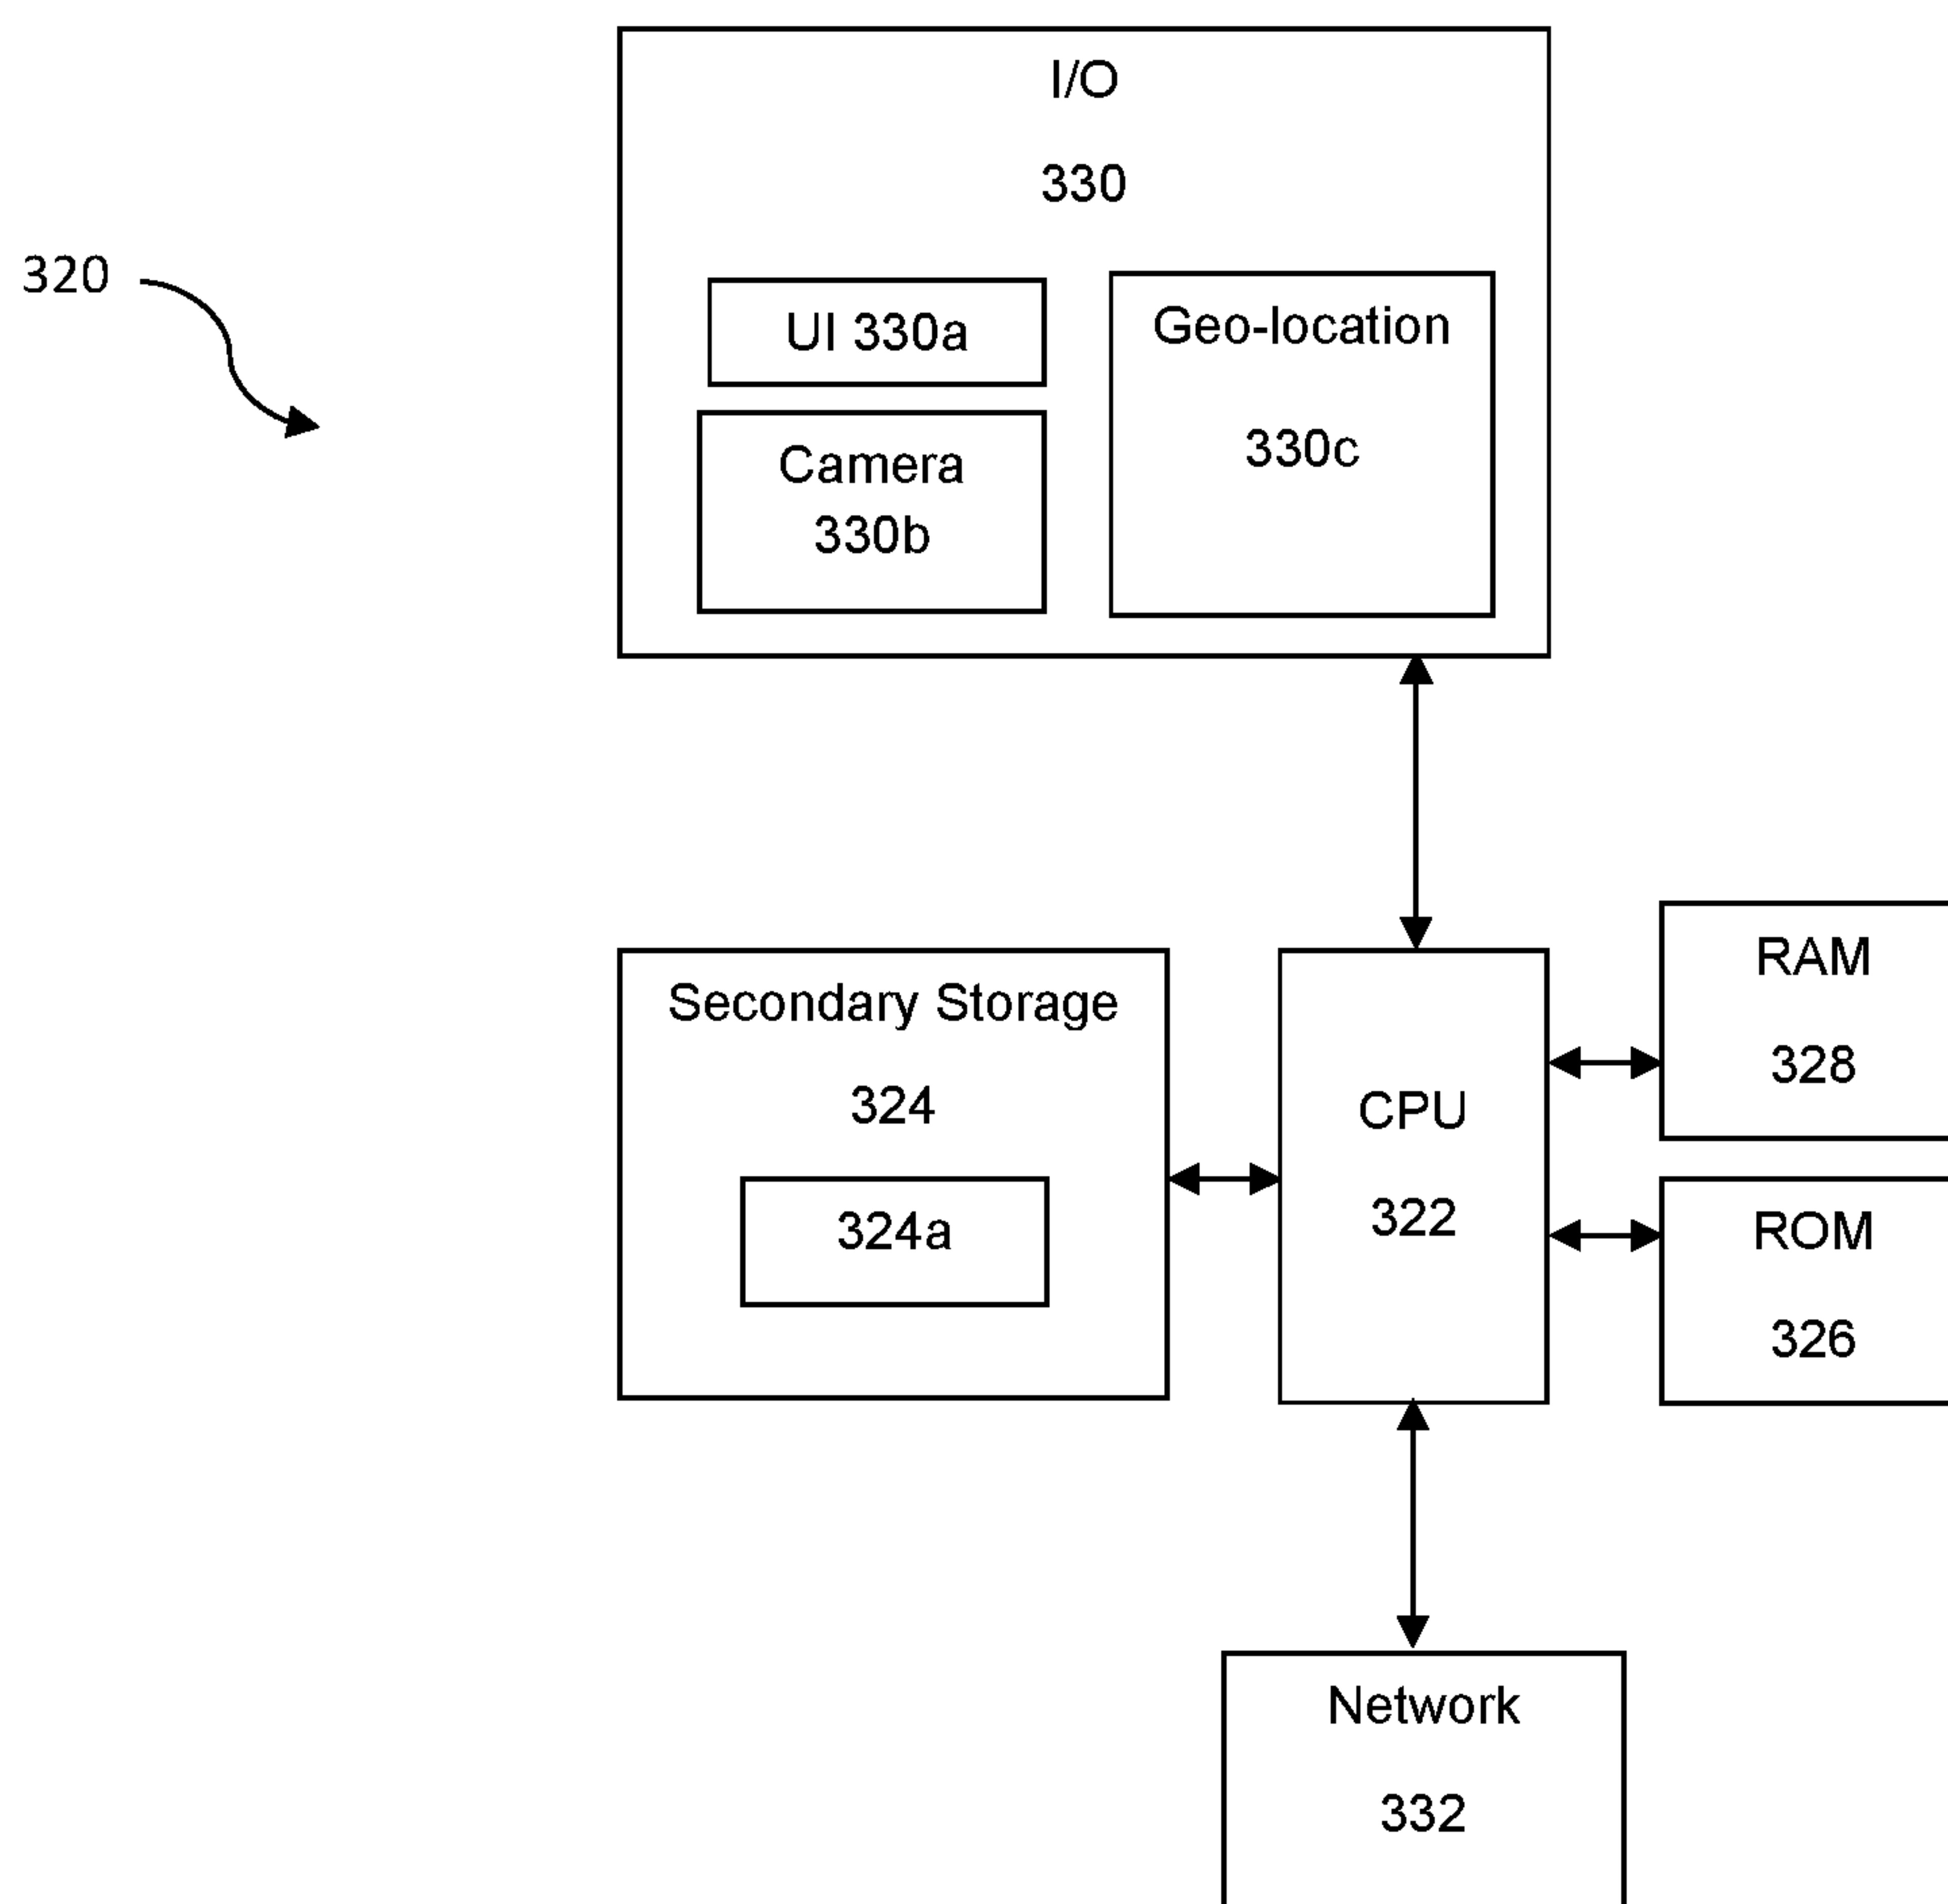 I/O
330
320
UI 330a
Camera
330b
Geo-location
330c
Secondary Storage
324
324a
CPU
322
RAM
328
ROM
326
Network
332